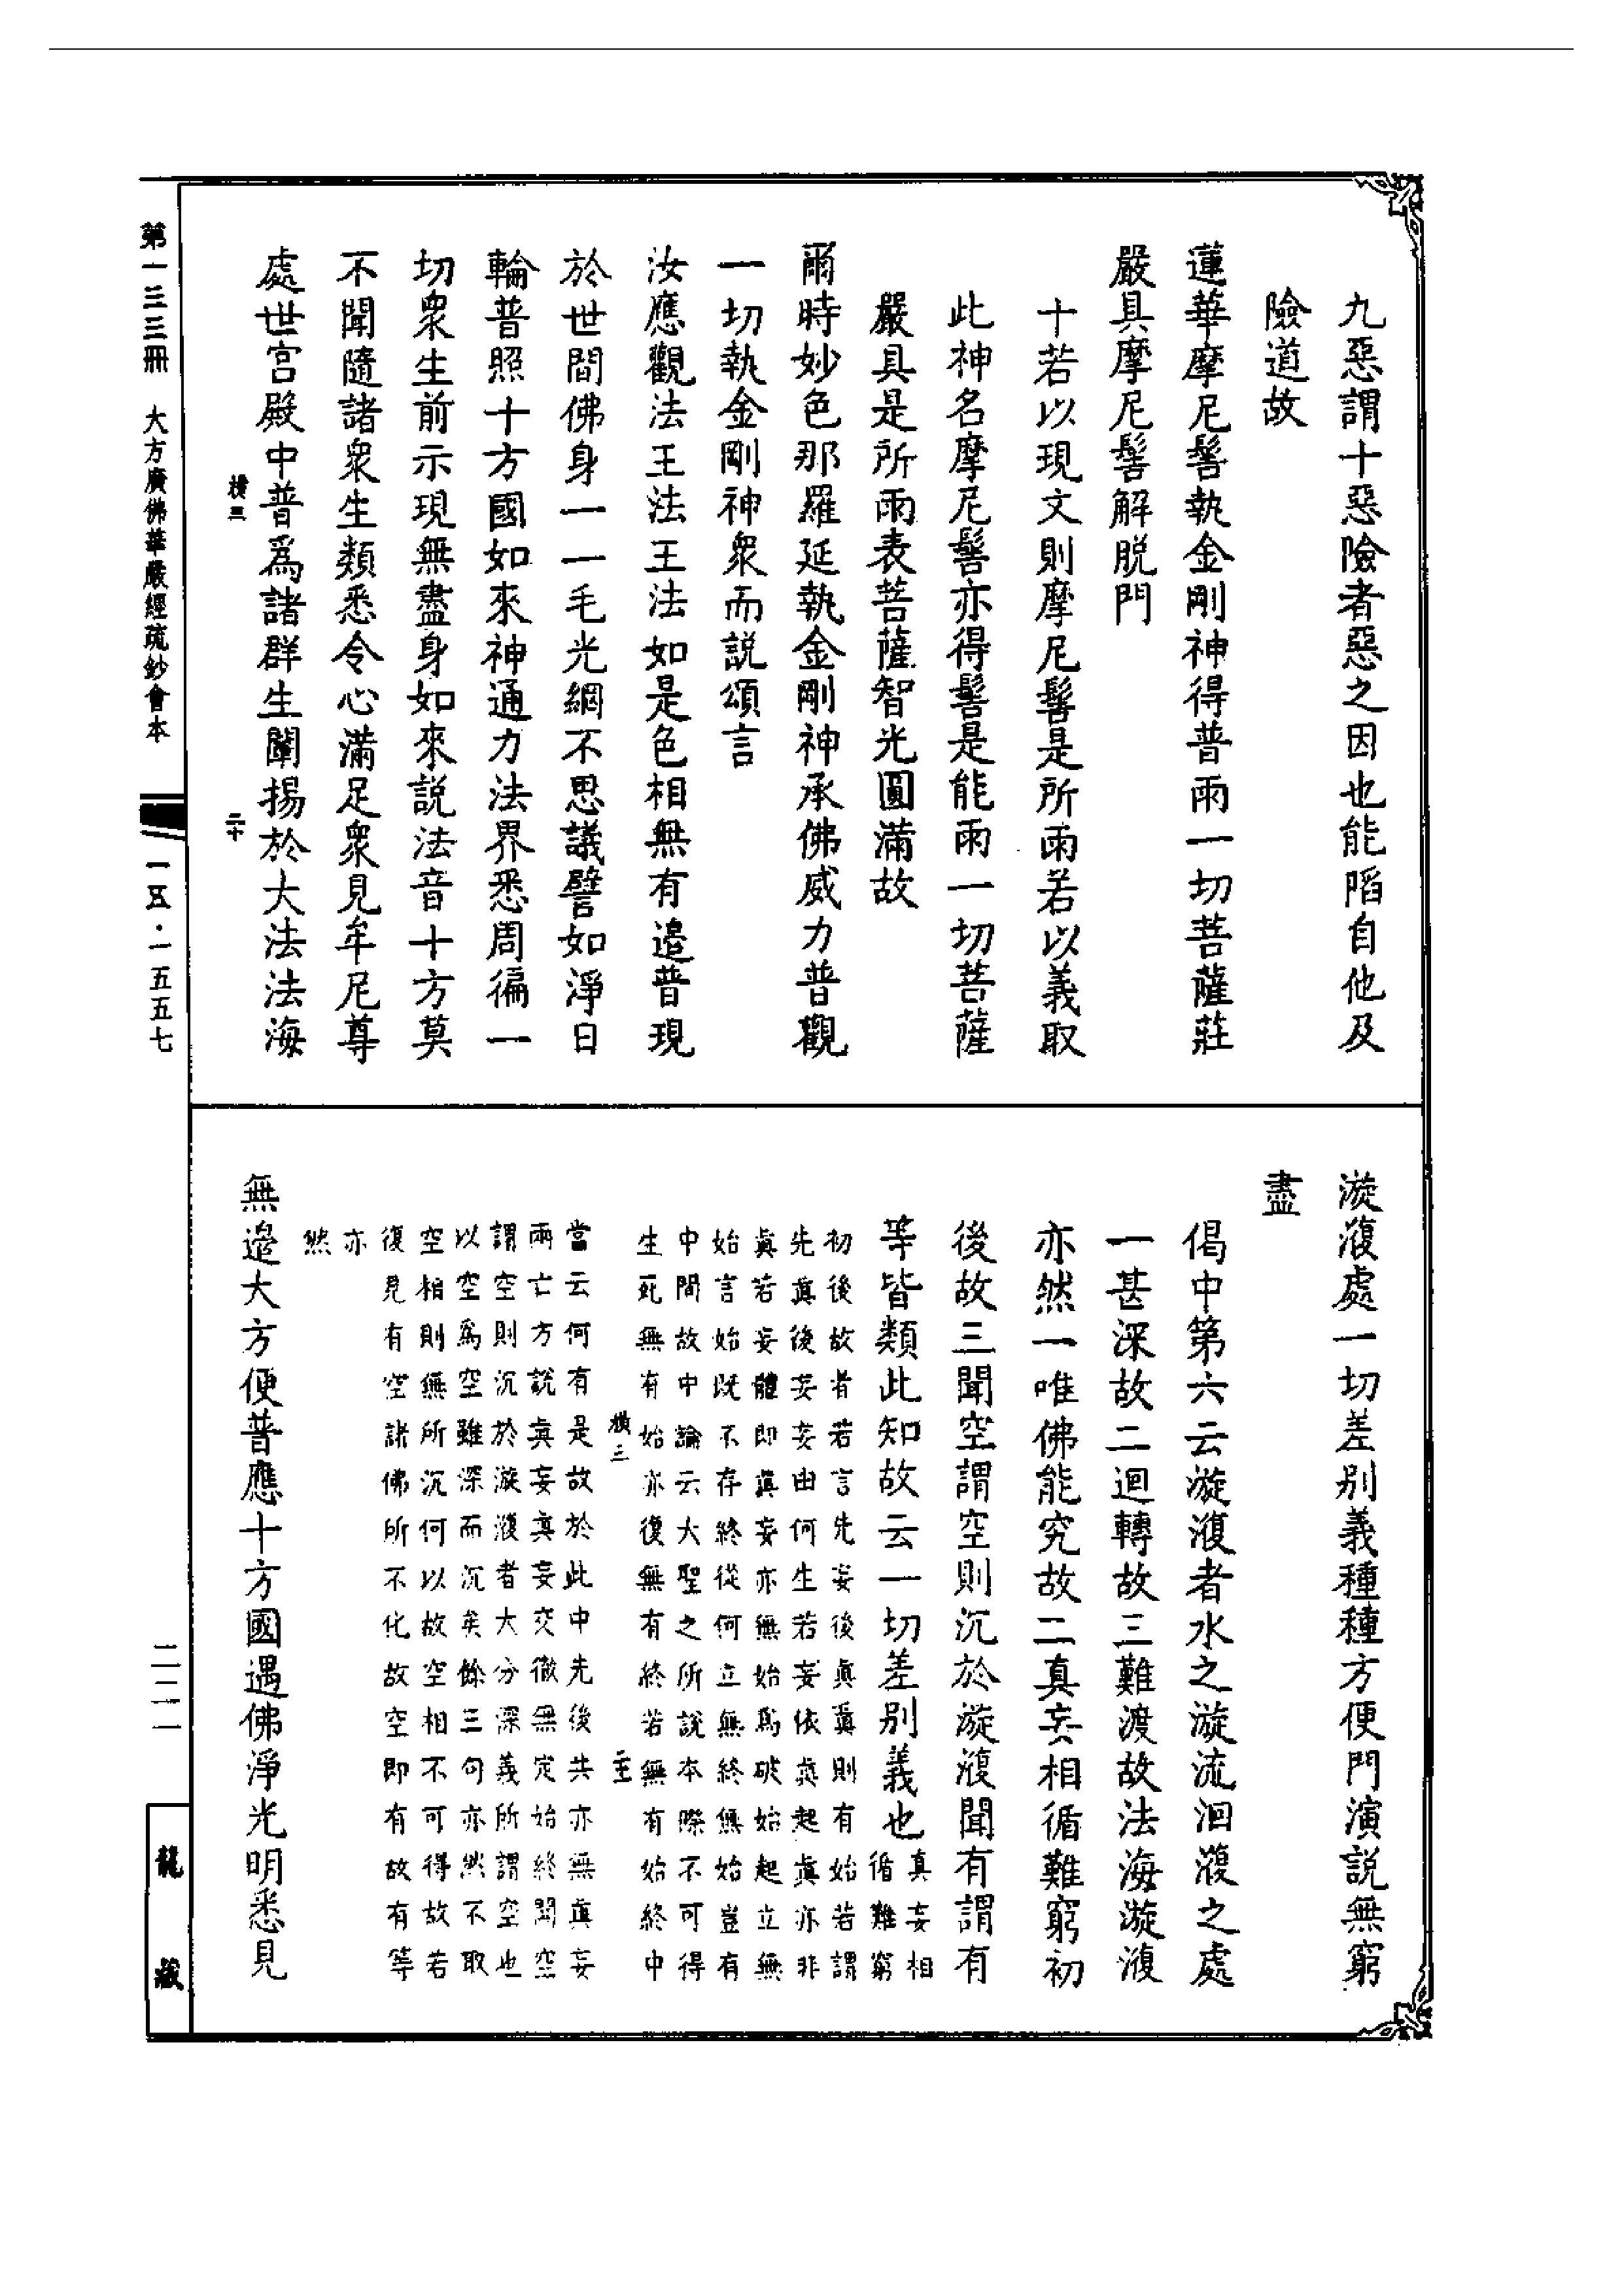 九惡謂十惡險者惡之因也能陷自他及
險道故
蓮華摩尼髻執金剛神得普雨一切菩薩莊
嚴具摩尼髻解脫門
十若以現文則摩尼髻是所雨若以義取
此神名摩尼髻亦得髻是能雨一切菩薩
嚴具是所雨表菩薩智光圓滿故
爾時妙色那羅延執金剛神承佛威力普觀
一切執金剛神衆而說頌言
汝應觀法王法王法如是色相無有邊普現
於世間佛身一一毛光網不思議譬如淨日
輪普照十方國如來神通力法界悉周徧一
切衆生前示現無盡身如來說法音十方莫
不聞隨諸衆生類悉令心滿足衆見牟尼尊
處世宮殿中普爲諸群生闡揚於大法法海
橫三
二十
漩澓處一切差别義種種方便門演說無窮
盡
偈中第六云漩澓者水之漩流洄澓之處
一甚深故二迴轉故三難渡故法海漩澓
亦然一唯佛能究故二真妄相循難窮初
後故三聞空謂空則沉於漩澓聞有謂有
等皆類此知故云一切差别義也
真妄相
循難窮
初後故者若言先妄後眞眞則有始若謂
先眞後妄妄由何生若妄依眞起眞亦非
眞若妄體即眞妄亦無始爲破始起立無
始言始既不存終從何立無終無始豈有
中間故中論云大聖之所說本際不可得
生死無有始亦復無有終若無有始終中
橫三
二十一
當云何有是故於此中先後共亦無眞妄
兩亡方說眞妄眞妄交徹無定始終聞空
謂空則沉於漩澓者大分深義所謂空也
以空爲空雖深而沉矣餘三句亦然不取
空相則無所沉何以故空相不可得故若
復見有空諸佛所不化故空即有故有等
亦
然
無邊大方便普應十方國遇佛淨光明悉見
第一三三冊 大方廣佛華嚴經疏鈔會本
一五·一五五七
二二一
龍藏